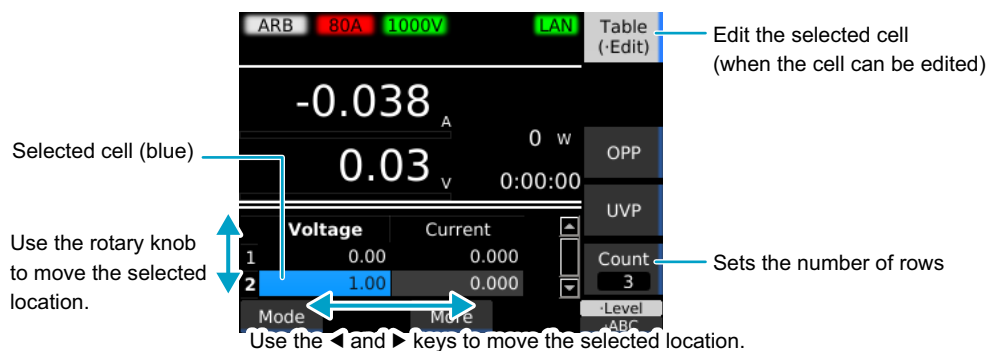 ARB 80A 1000V LAN
Table
(·Edit)
Edit the selected cell
(when the cell can be edited)
-0.038 A
0 W
0.03 V
0:00:00
OPP
UVP
Selected cell (blue)
Use the rotary knob
to move the selected
location.
Voltage Current
1 0.00 0.000
2 1.00 0.000
Count
3
Sets the number of rows
Mode More
·Level
·ABC
Use the ◀ and ▶ keys to move the selected location.